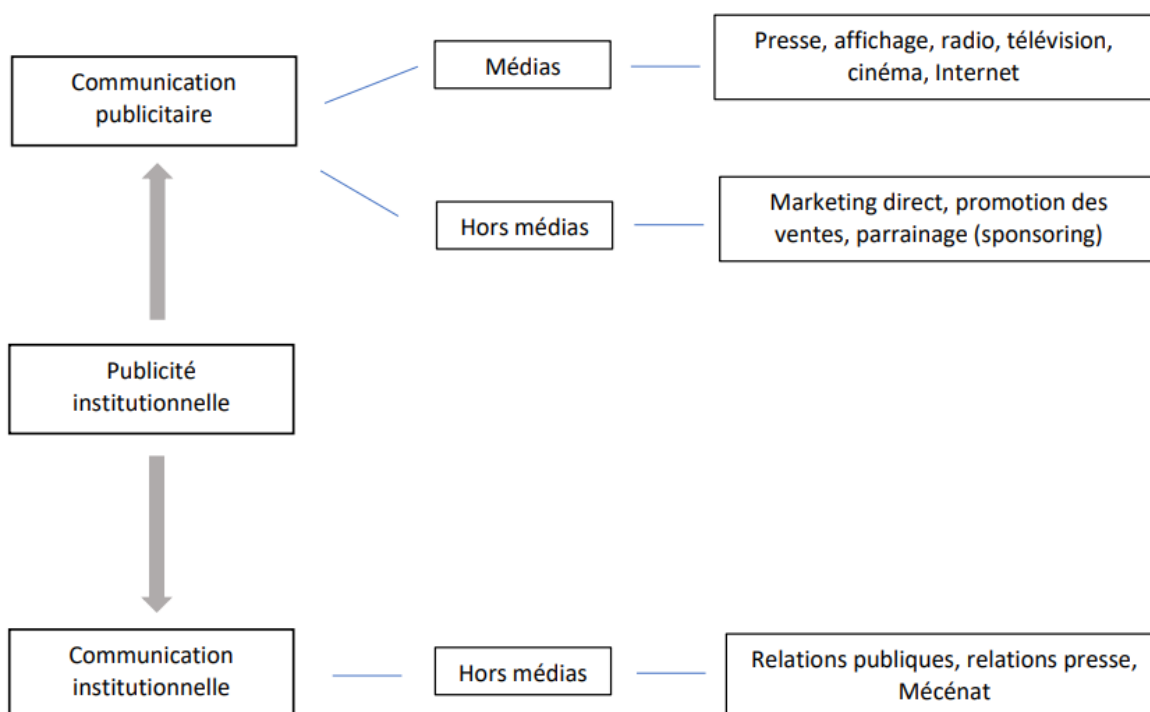 Communication
publicitaire
Médias
Presse, affichage, radio, télévision,
cinéma, Internet
Hors médias
Marketing direct, promotion des
ventes, parrainage (sponsoring)
Publicité
institutionnelle
Communication
institutionnelle
Hors médias
Relations publiques, relations presse,
Mécénat